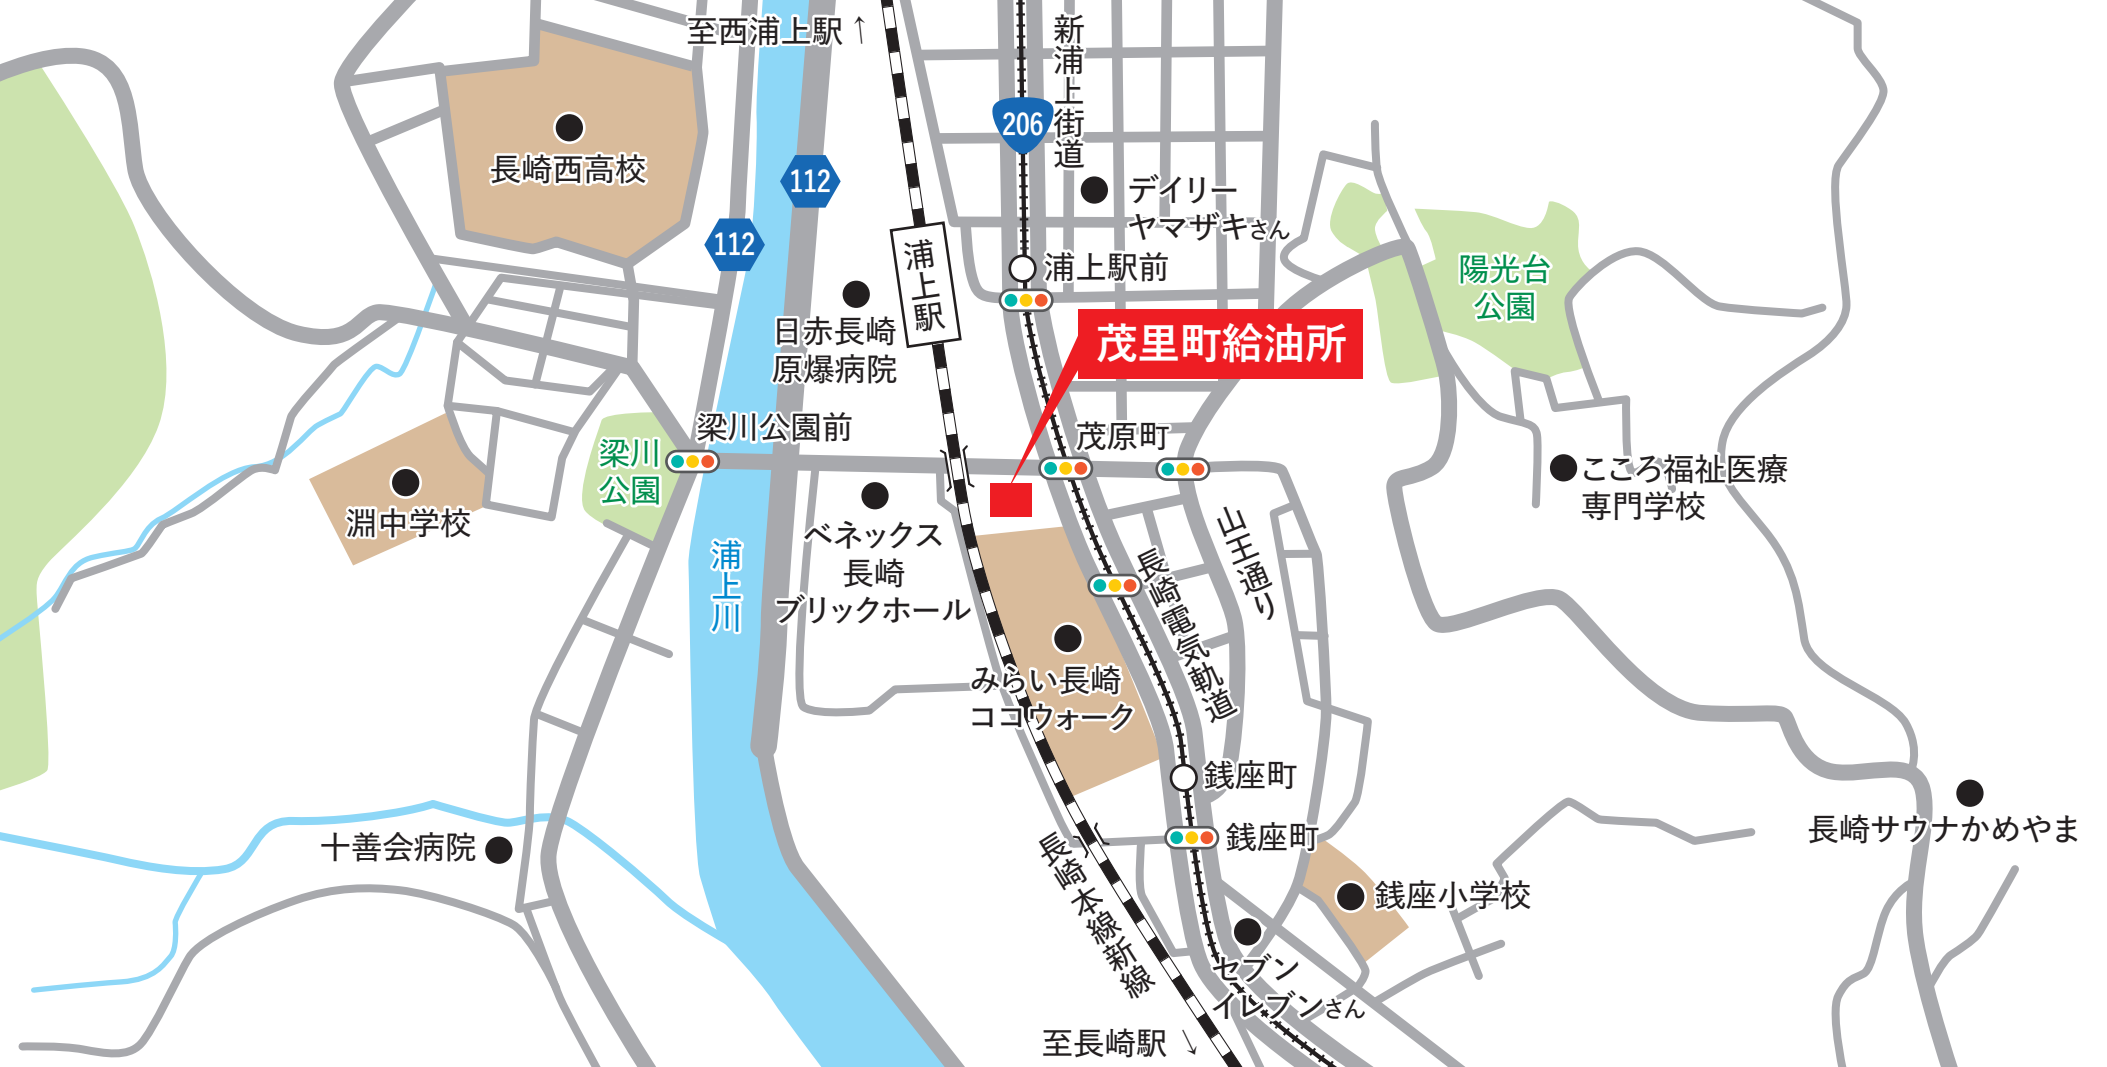 至西浦上駅↑
新浦上街道
206
長崎西高校
112
112
デイリー
ヤマザキさん
浦上駅
浦上駅前
陽光台
公園
日赤長崎
原爆病院
茂里町給油所
梁川公園前
茂原町
梁川
公園
こころ福祉医療
専門学校
淵中学校
ベネックス
長崎
ブリックホール
浦上川
山王通り
長崎電気軌道
みらい長崎
ココウォーク
銭座町
銭座町
長崎サウナかめやま
十善会病院
長崎本線新線
銭座小学校
セブン
イレブンさん
至長崎駅↓